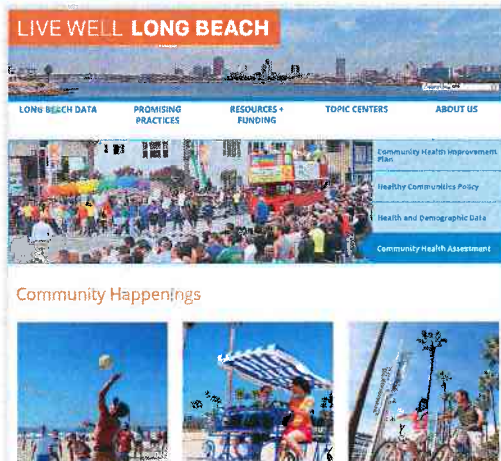 LIVE WELL LONG BEACH
LONG BEACH DATA
PROMISING
PRACTICES
RESOURCES +
FUNDING
TOPIC CENTERS
ABOUT US
Community Health Improvement
Plan
Healthy Communities Policy
Health and Demographic Data
Community Health Assessment
Community Happenings